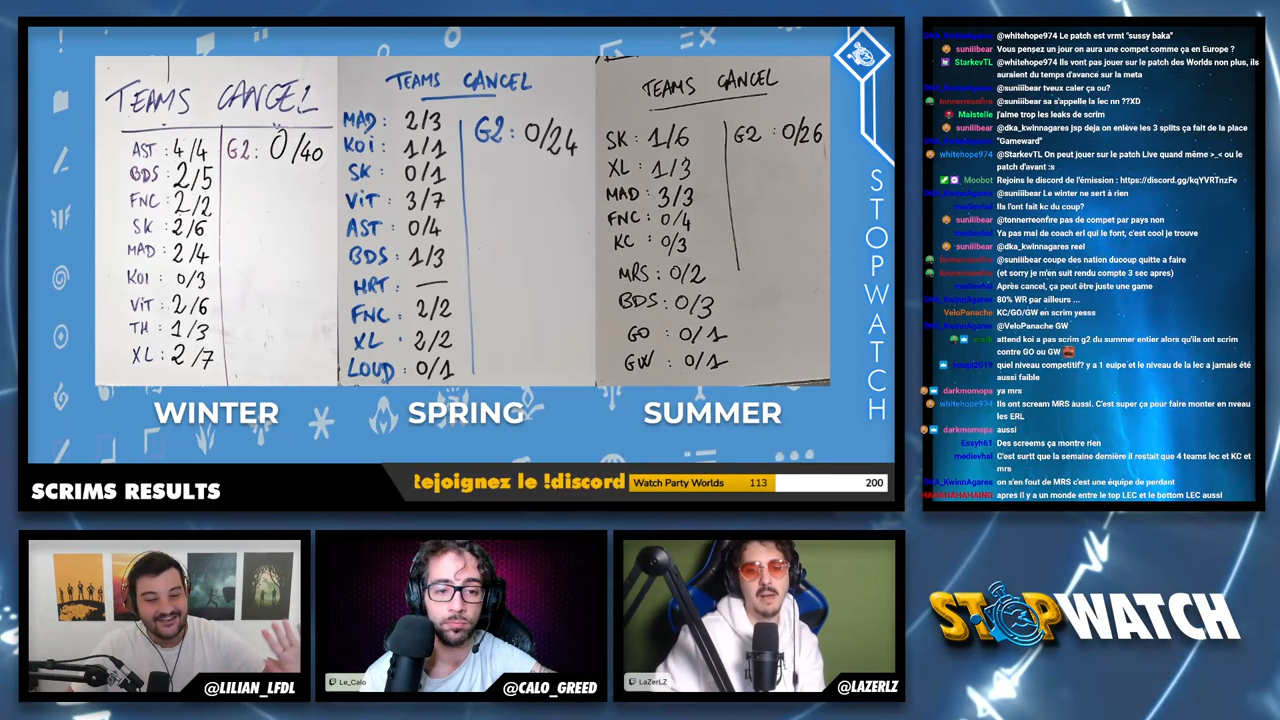 TEAMS CANCEL
AST : 4/4
BDS : 2/5
FNC : 2/2
SK : 2/6
MAD : 2/4
KOI : 0/3
ViT : 2/6
TH : 1/3
XL : 2/7
G2 : 0/40
WINTER
TEAMS CANCEL
MAD : 2/3
KOi : 1/1
SK : 0/1
ViT : 3/7
AST : 0/4
BDS : 1/3
HRT : —
FNC : 2/2
XL : 2/2
LOUD : 0/1
G2 : 0/24
SPRING
TEAMS CANCEL
SK : 1/6
XL : 1/3
MAD : 3/3
FNC : 0/4
KC : 0/3
MRS : 0/2
BDS : 0/3
GO : 0/1
GW : 0/1
G2 : 0/26
SUMMER
STOPWATCH
SCRIMS RESULTS
Rejoignez le !discord
Watch Party Worlds 113 200
@LILIAN_LFDL
Le_Calo
@CALO_GREED
LaZerLZ
@LAZERLZ
DKA_KwinnAgares @whitehope974 Le patch est vrmt "sussy baka"
suniiibear Vous pensez un jour on aura une compet comme ça en Europe ?
StarkevTL @whitehope974 Ils vont pas jouer sur le patch des Worlds non plus, ils
auraient du temps d'avance sur la meta
DKA_KwinnAgares @suniiibear tveux caler ça ou?
tonnerreonfire @suniiibear sa s'appelle la lec nn ??XD
Malstelle j'aime trop les leaks de scrim
suniiibear @dka_kwinnagares jsp deja on enlève les 3 splits ça fait de la place
DKA_KwinnAgares "Gameward"
whitehope974 @StarkevTL On peut jouer sur le patch Live quand même >_< ou le
patch d'avant :s
Moobot Rejoins le discord de l'émission : https://discord.gg/kqYVRTnzFe
DKA_KwinnAgares @suniiibear Le winter ne sert à rien
medievhal Ils l'ont fait kc du coup?
suniiibear @tonnerreonfire pas de compet par pays non
medievhal Ya pas mal de coach erl qui le font, c'est cool je trouve
suniiibear @dka_kwinnagares reel
tonnerreonfire @suniiibear coupe des nation ducoup quitte a faire
tonnerreonfire (et sorry je m'en suit rendu compte 3 sec apres)
medievhal Après cancel, ça peut être juste une game
DKA_KwinnAgares 80% WR par ailleurs ...
VeloPanache KC/GO/GW en scrim yesss
DKA_KwinnAgares @VeloPanache GW
attend koi a pas scrim g2 du summer entier alors qu'ils ont scrim
contre GO ou GW
quel niveau competitif? y a 1 euipe et le niveau de la lec a jamais été
aussi faible
darkmomopa ya mrs
whitehope974 Ils ont scream MRS aussi. C'est super ça pour faire monter en nveau
les ERL
darkmomopa aussi
Essyh61 Des screems ça montre rien
medievhal C'est surtt que la semaine dernière il restait que 4 teams lec et KC et
mrs
DKA_KwinnAgares on s'en fout de MRS c'est une équipe de perdant
apres il y a un monde entre le top LEC et le bottom LEC aussi
STOPWATCH